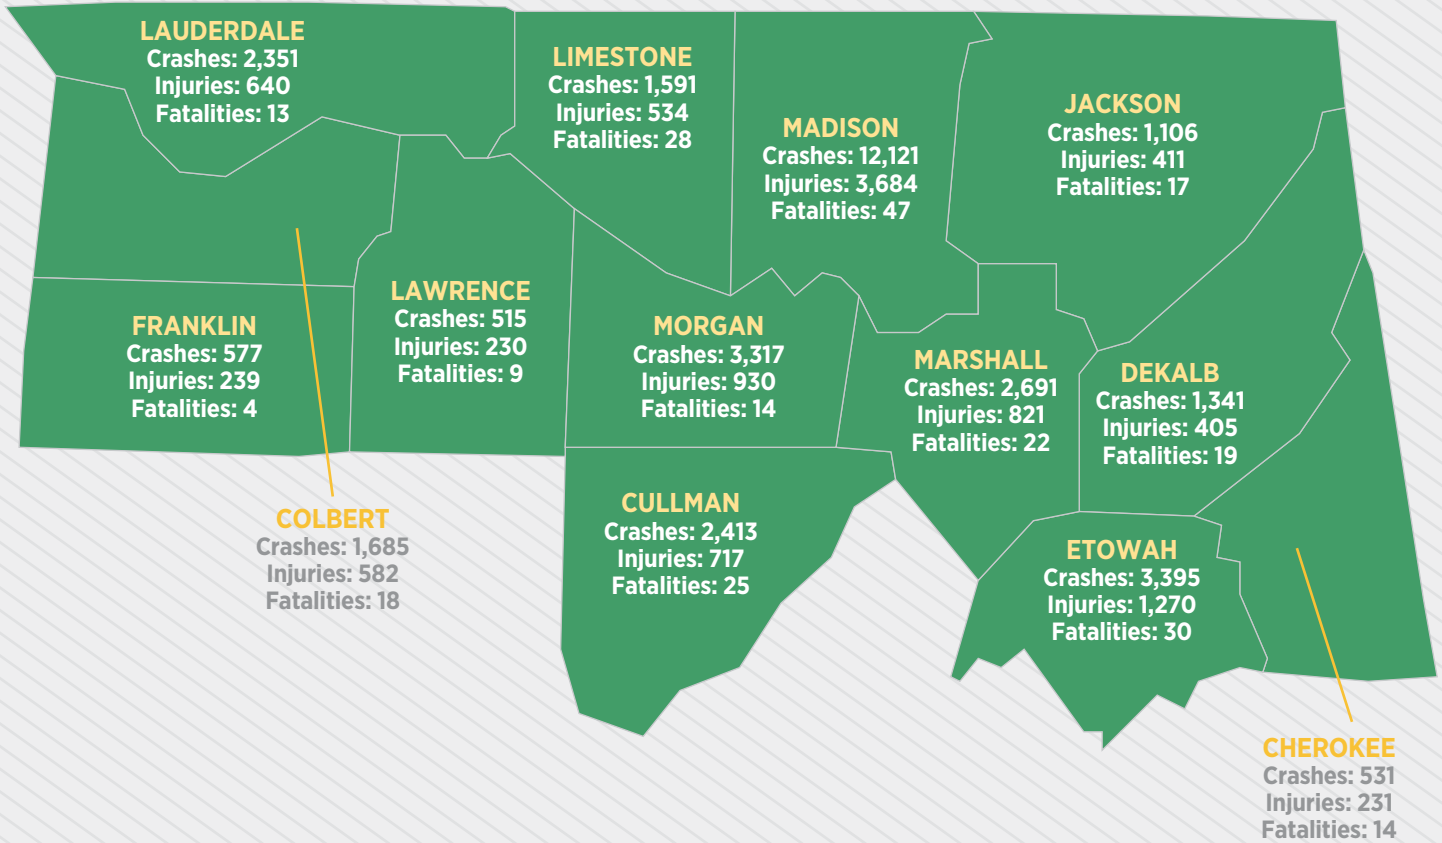 LAUDERDALE
Crashes: 2,351
Injuries: 640
Fatalities: 13
LIMESTONE
Crashes: 1,591
Injuries: 534
Fatalities: 28
MADISON
Crashes: 12,121
Injuries: 3,684
Fatalities: 47
JACKSON
Crashes: 1,106
Injuries: 411
Fatalities: 17
FRANKLIN
Crashes: 577
Injuries: 239
Fatalities: 4
LAWRENCE
Crashes: 515
Injuries: 230
Fatalities: 9
MORGAN
Crashes: 3,317
Injuries: 930
Fatalities: 14
MARSHALL
Crashes: 2,691
Injuries: 821
Fatalities: 22
DEKALB
Crashes: 1,341
Injuries: 405
Fatalities: 19
COLBERT
Crashes: 1,685
Injuries: 582
Fatalities: 18
CULLMAN
Crashes: 2,413
Injuries: 717
Fatalities: 25
ETOWAH
Crashes: 3,395
Injuries: 1,270
Fatalities: 30
CHEROKEE
Crashes: 531
Injuries: 231
Fatalities: 14